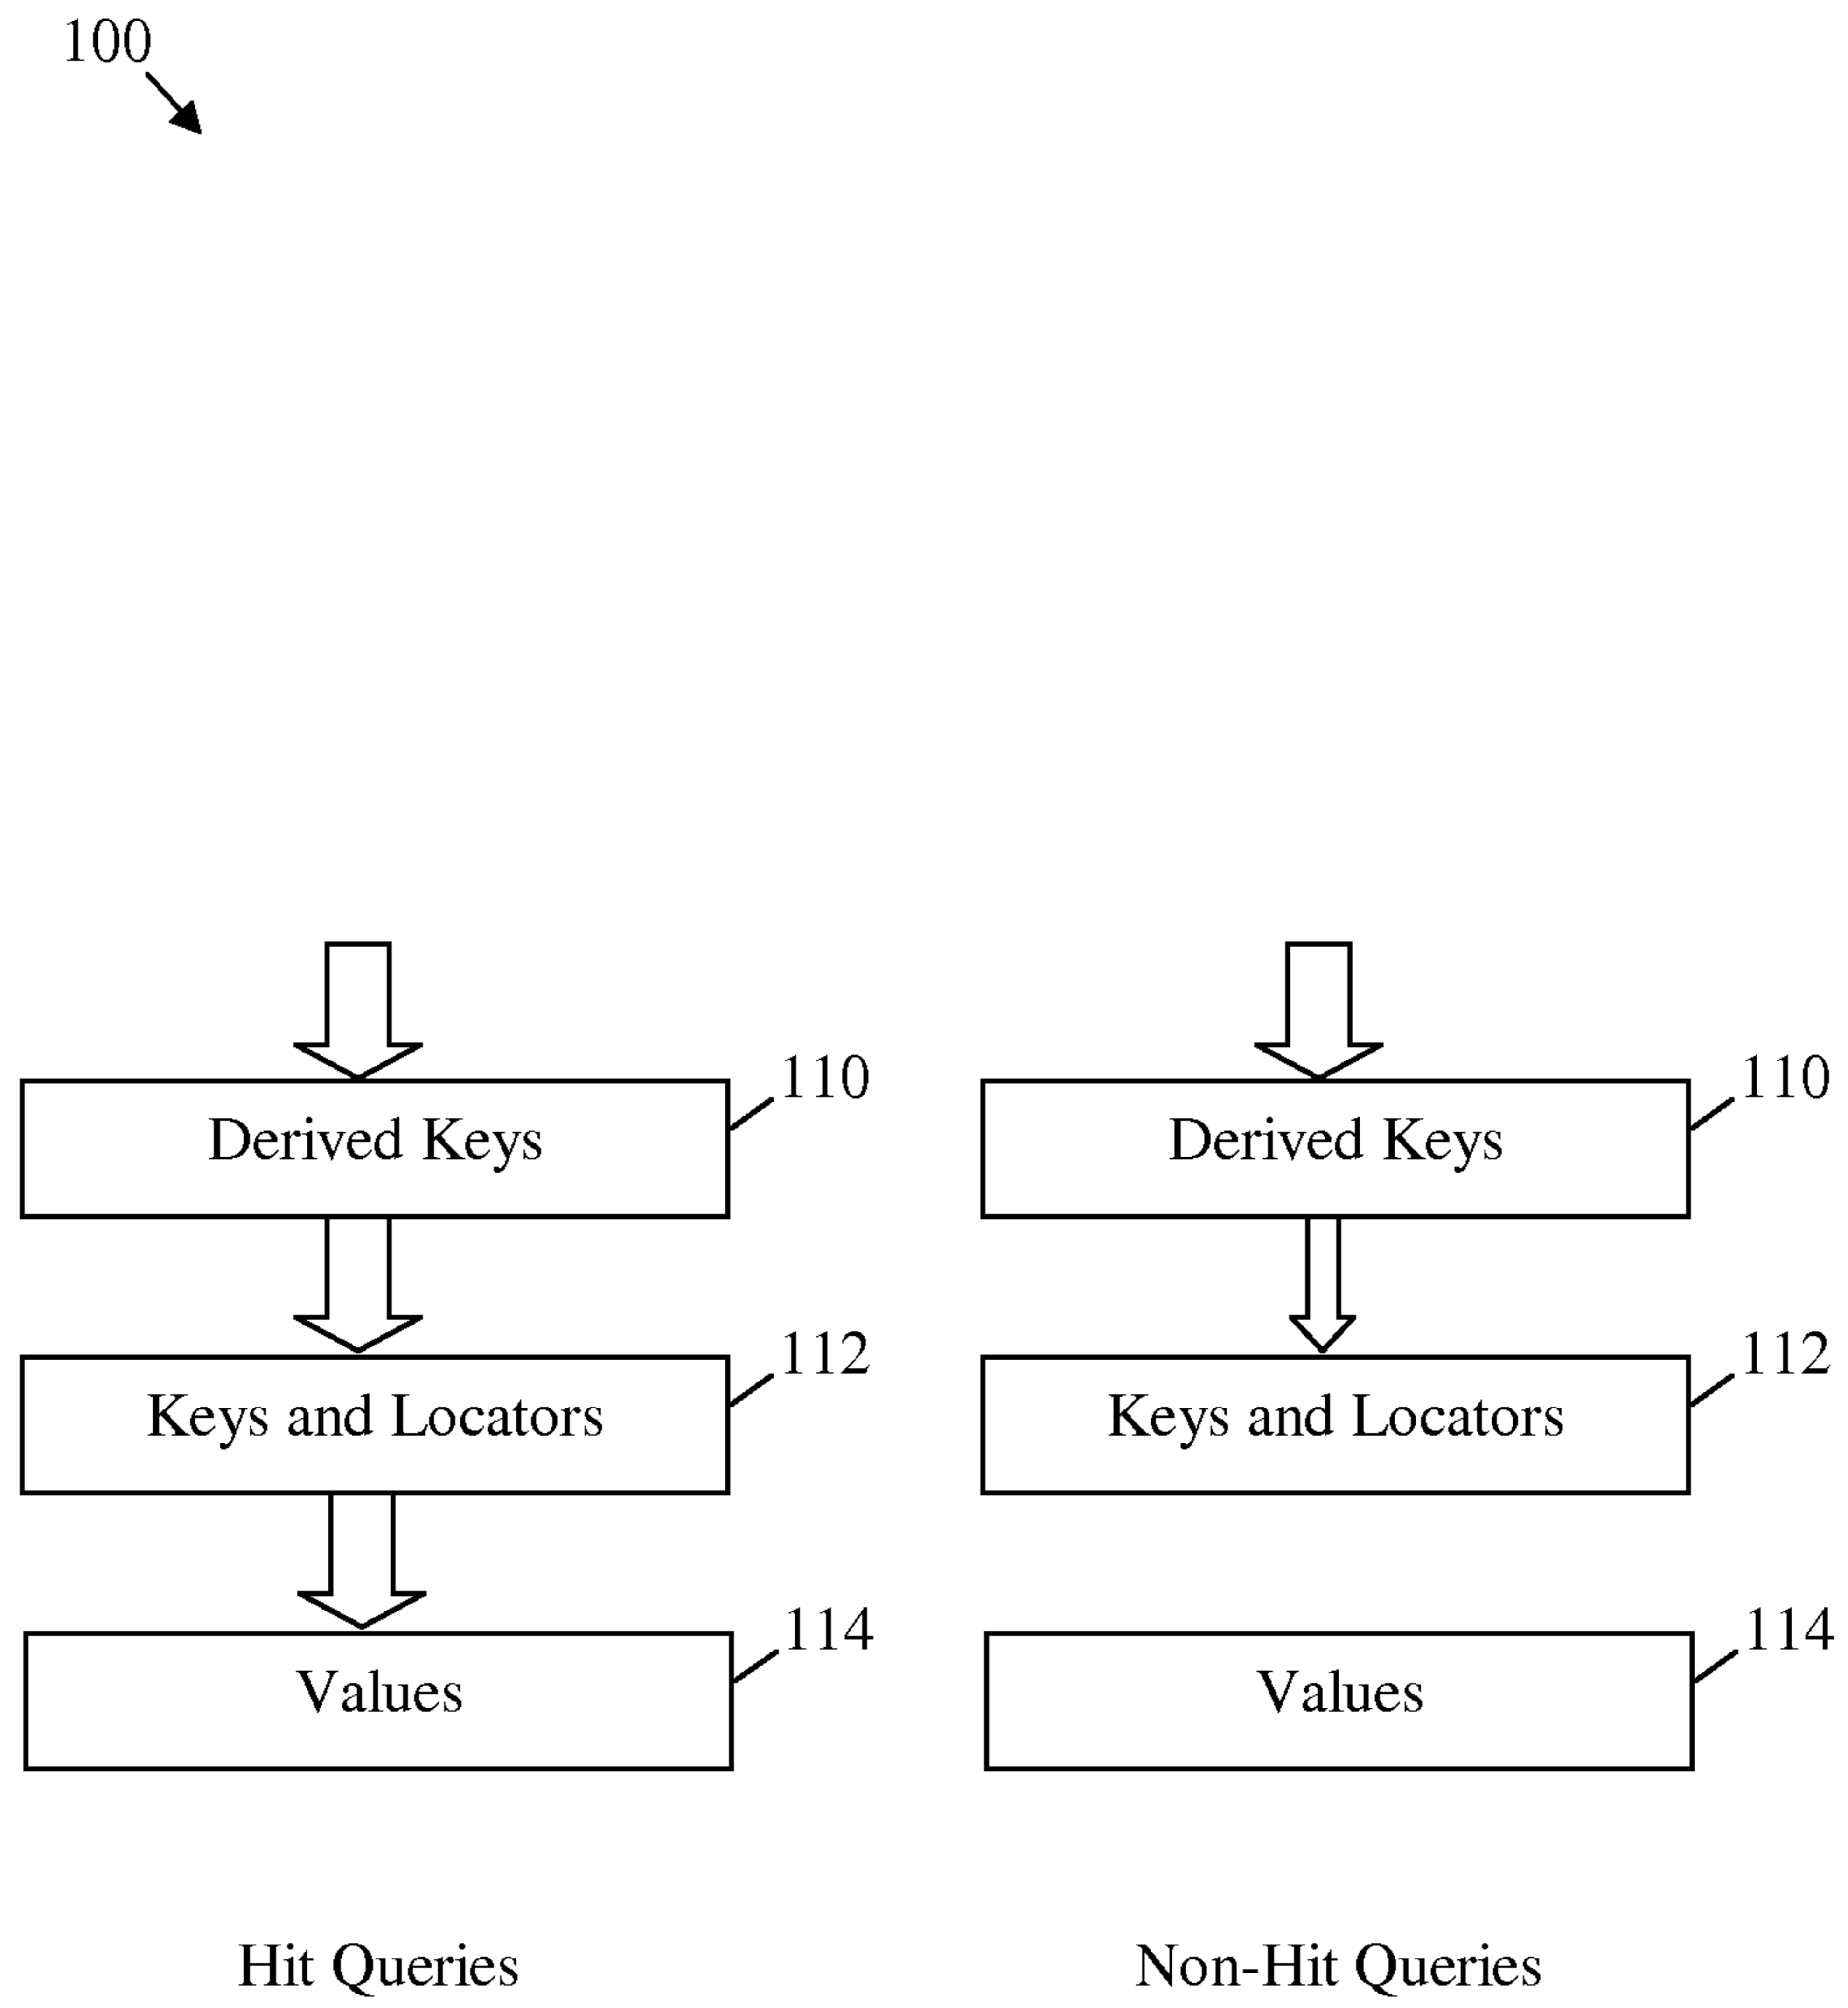 100
110
Derived Keys
112
Keys and Locators
114
Values
Hit Queries
110
Derived Keys
112
Keys and Locators
114
Values
Non-Hit Queries